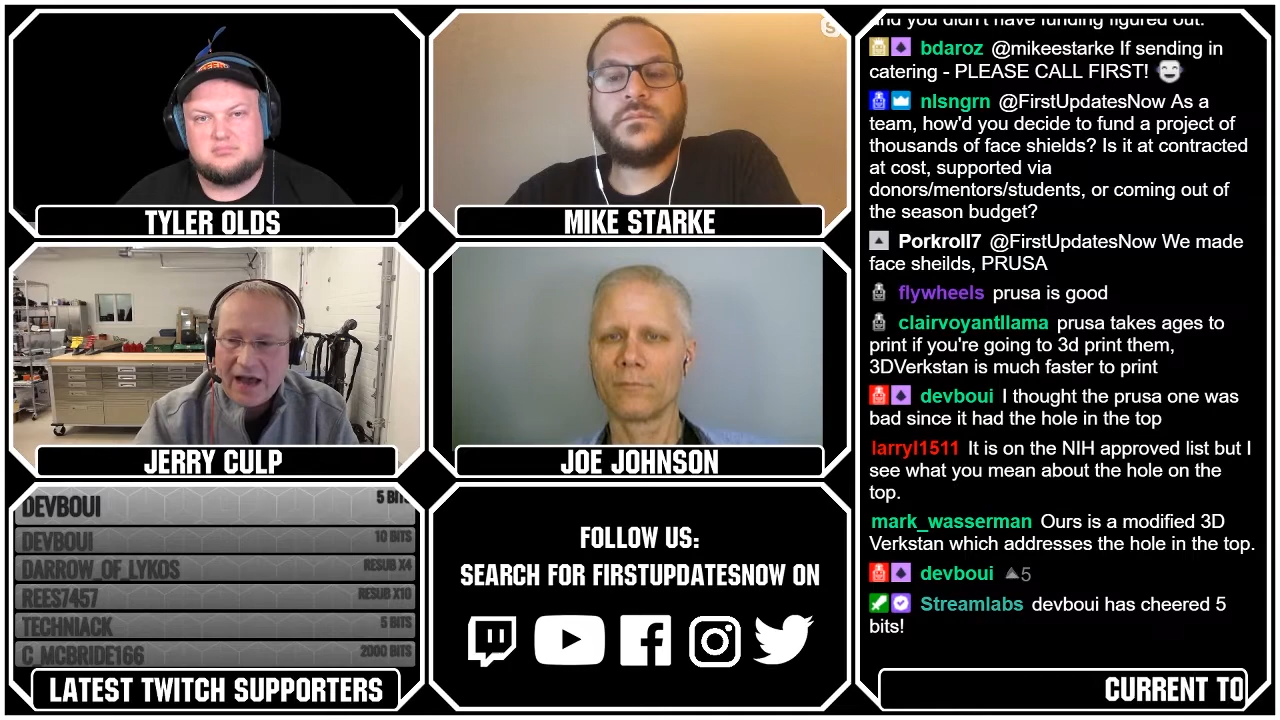 TYLER OLDS
MIKE STARKE
JERRY CULP
JOE JOHNSON
DEVBOUI
5 BITS
DEVBOUI
10 BITS
DARROW_OF_LYKOS
RESUB X4
REES7457
RESUB X10
TECHNIACK
5 BITS
C_MCBRIDE166
2000 BITS
LATEST TWITCH SUPPORTERS
FOLLOW US:
SEARCH FOR FIRSTUPDATESNOW ON
and you didn't have funding figured out.
bdaroz @mikeestarke If sending in
catering - PLEASE CALL FIRST!
nlsngrn @FirstUpdatesNow As a
team, how'd you decide to fund a project of
thousands of face shields? Is it at contracted
at cost, supported via
donors/mentors/students, or coming out of
the season budget?
Porkroll7 @FirstUpdatesNow We made
face sheilds, PRUSA
flywheels prusa is good
clairvoyantllama prusa takes ages to
print if you're going to 3d print them,
3DVerkstan is much faster to print
devboui I thought the prusa one was
bad since it had the hole in the top
larryl1511 It is on the NIH approved list but I
see what you mean about the hole on the
top.
mark_wasserman Ours is a modified 3D
Verkstan which addresses the hole in the top.
devboui 5
Streamlabs devboui has cheered 5
bits!
CURRENT TO